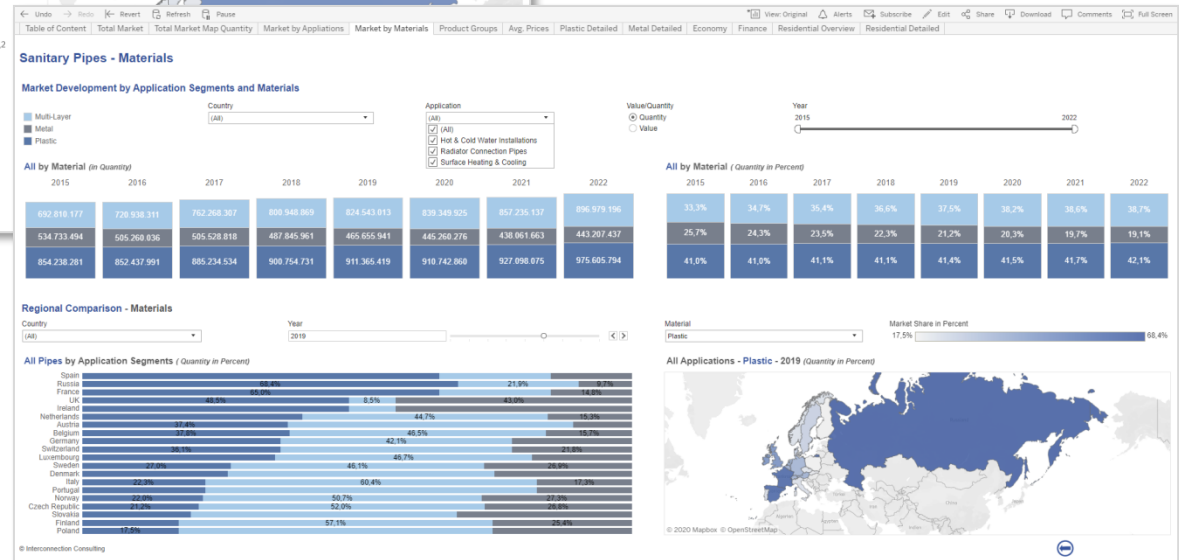 Undo Redo Revert Refresh Pause View: Original Alerts Subscribe Edit Share Download Comments Full Screen
Table of Content Total Market Total Market Map Quantity Market by Appliations Market by Materials Product Groups Avg. Prices Plastic Detailed Metal Detailed Economy Finance Residential Overview Residential Detailed
Sanitary Pipes - Materials
Market Development by Application Segments and Materials
Multi-Layer
Metal
Plastic
Country
(All)
Application
(All)
(All)
Hot & Cold Water Installations
Radiator Connection Pipes
Surface Heating & Cooling
Value/Quantity
Quantity
Value
Year
2015 2022
All by Material (in Quantity)
2015 2016 2017 2018 2019 2020 2021 2022
692.810.177 720.930.311 762.268.307 800.948.069 824.543.013 839.349.925 857.235.137 896.979.196
534.733.494 505.260.036 505.528.818 487.845.961 465.655.941 445.260.276 438.061.663 443.207.437
854.238.281 852.437.991 885.234.534 900.754.731 911.365.419 910.742.860 927.098.075 975.605.794
All by Material ( Quantity in Percent)
2015 2016 2017 2018 2019 2020 2021 2022
33,3% 34,7% 35,4% 36,6% 37,5% 38,2% 38,6% 38,7%
25,7% 24,3% 23,5% 22,3% 21,2% 20,3% 19,7% 19,1%
41,0% 41,0% 41,1% 41,1% 41,4% 41,5% 41,7% 42,1%
Regional Comparison - Materials
Country
(All)
Year
2019
Material
Plastic
Market Share in Percent
17,5% 68,4%
All Pipes by Application Segments ( Quantity in Percent)
Spain
Russia 68,4% 21,9% 9,7%
France 65,0% 14,8%
UK 48,5% 8,5% 43,0%
Ireland
Netherlands 44,7% 15,3%
Austria 37,4%
Belgium 37,8% 46,5% 15,7%
Germany 42,1%
Switzerland 36,1% 21,8%
Luxembourg 46,7%
Sweden 27,0% 46,1% 26,9%
Denmark
Italy 22,3% 60,4% 17,3%
Portugal
Norway 22,0% 50,7% 27,3%
Czech Republic 21,2% 52,0% 26,8%
Slovakia
Finland 57,1% 25,4%
Poland 17,5%
All Applications - Plastic - 2019 (Quantity in Percent)
© 2020 Mapbox © OpenStreetMap
© Interconnection Consulting